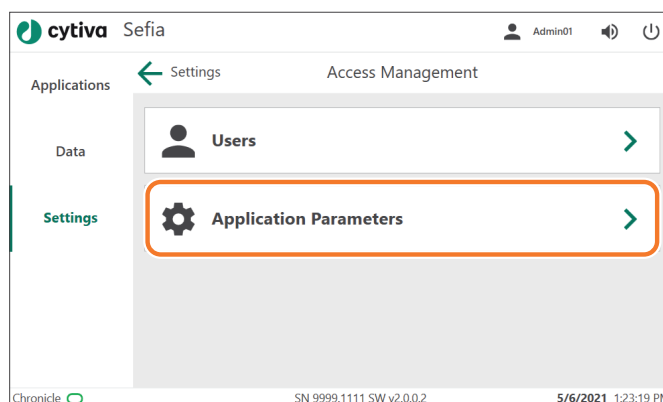 cytiva Sefia Admin01
Applications
Settings Access Management
Data
Users
Settings
Application Parameters
Chronicle SN 9999.1111 SW v2.0.0.2 5/6/2021 1:23:19 PM